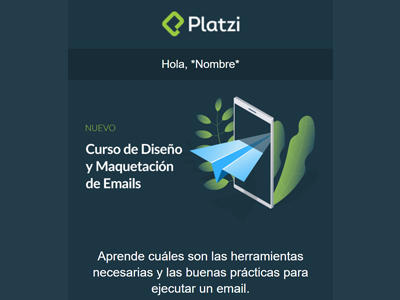 Platzi
Hola, *Nombre*
NUEVO
Curso de Diseño
y Maquetación
de Emails
Aprende cuáles son las herramientas
necesarias y las buenas prácticas para
ejecutar un email.